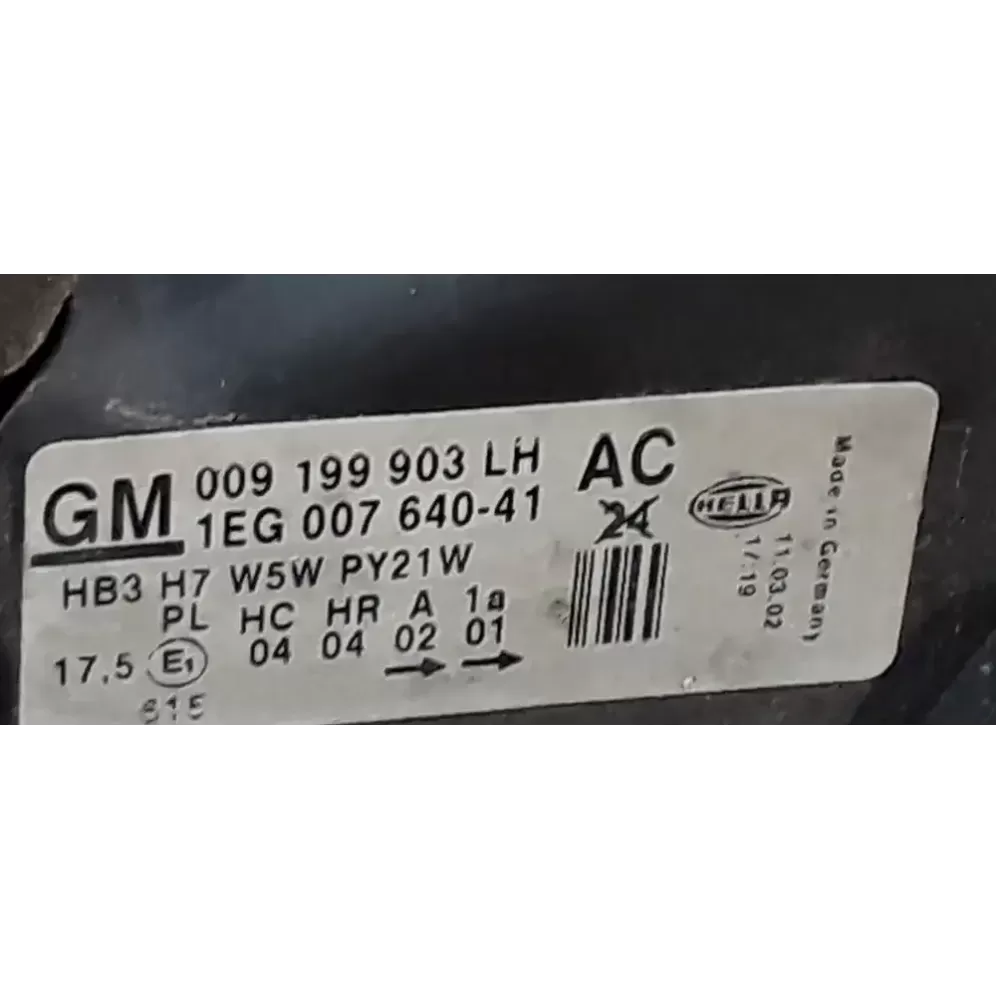 GM
009 199 903 LH
1EG 007 640-41
AC
24
HB3 H7 W5W PY21W
PL HC HR A 1a
17,5 E1 04 04 02 01
615
HELLA
11.03.02
17:19
Made in Germany